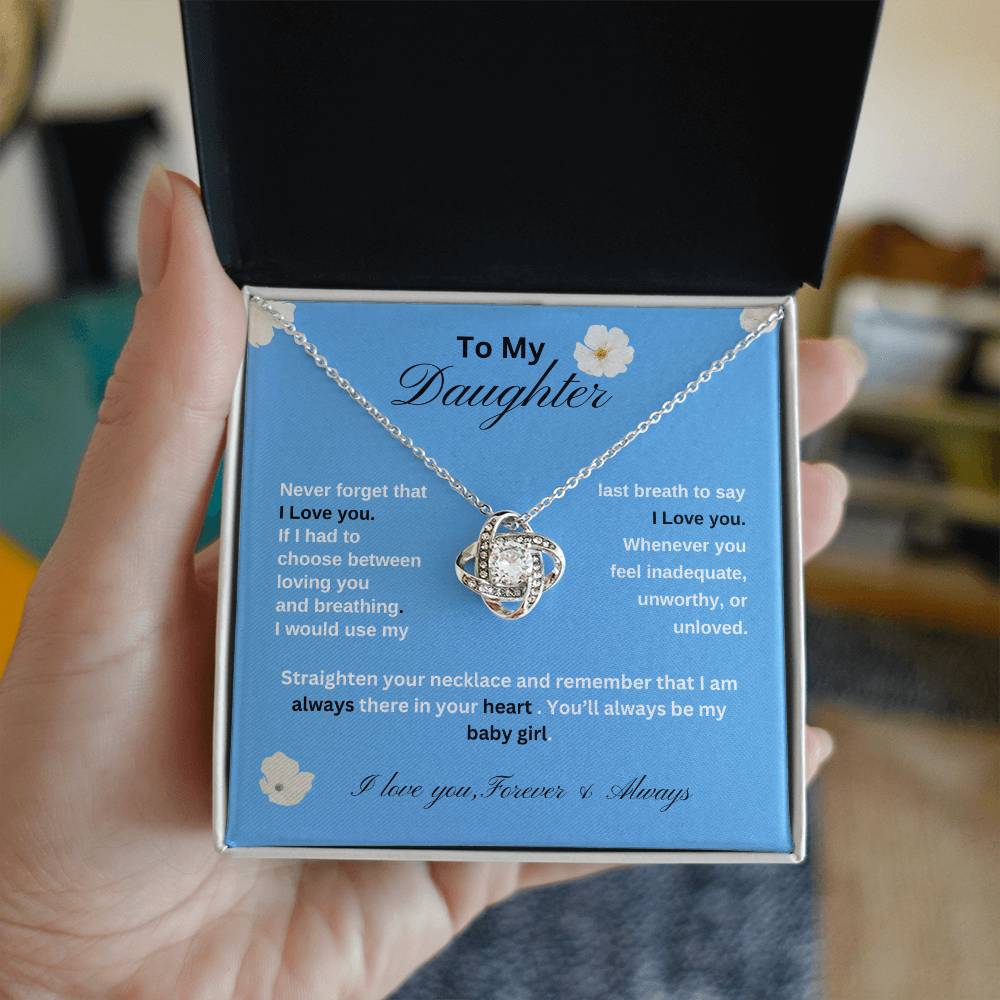 To My
Daughter
Never forget that
I Love you.
If I had to
choose between
loving you
and breathing.
I would use my
last breath to say
I Love you.
Whenever you
feel inadequate,
unworthy, or
unloved.
Straighten your necklace and remember that I am
always there in your heart . You’ll always be my
baby girl.
I love you,Forever & Always